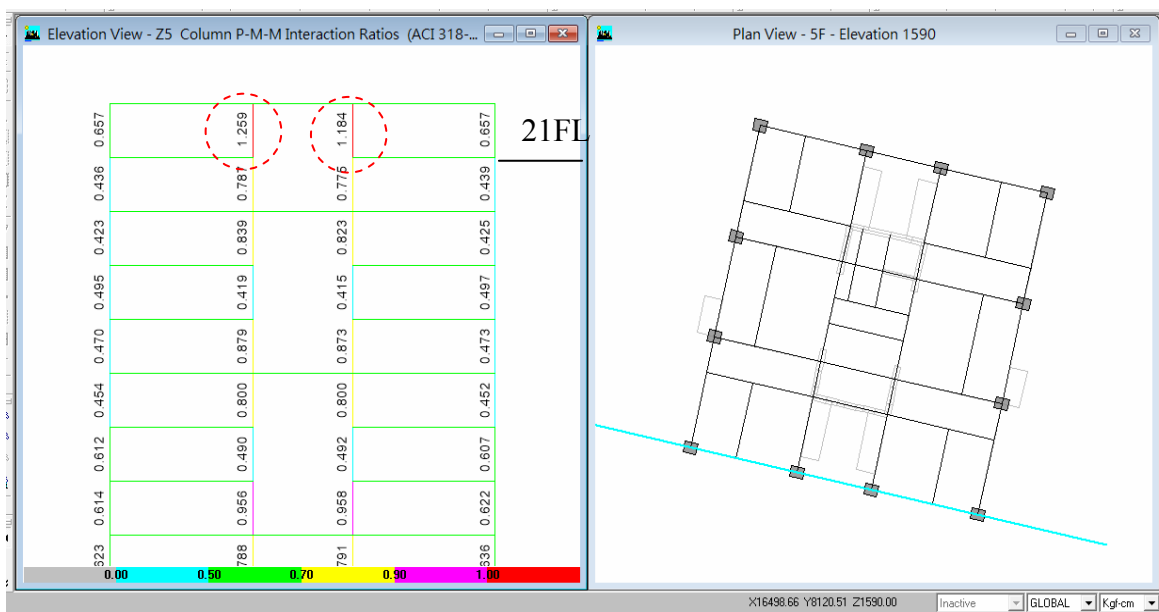 Elevation View - Z5 Column P-M-M Interaction Ratios (ACI 318-...
Plan View - 5F - Elevation 1590
21FL
0.657 1.259 1.184 0.657
0.436 0.787 0.776 0.439
0.423 0.839 0.823 0.425
0.495 0.419 0.415 0.497
0.470 0.879 0.873 0.473
0.454 0.800 0.800 0.452
0.612 0.490 0.492 0.607
0.614 0.956 0.958 0.622
623 788 791 636
0.00 0.50 0.70 0.90 1.00
X16498.66 Y8120.51 Z1590.00 Inactive GLOBAL Kgf-cm